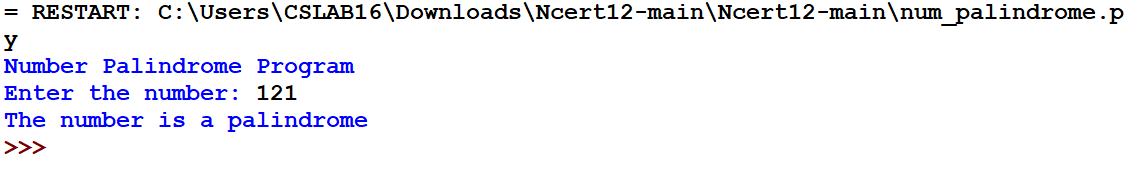 = RESTART: C:\Users\CSLAB16\Downloads\Ncert12-main\Ncert12-main\num_palindrome.p
y
Number Palindrome Program
Enter the number: 121
The number is a palindrome
>>>